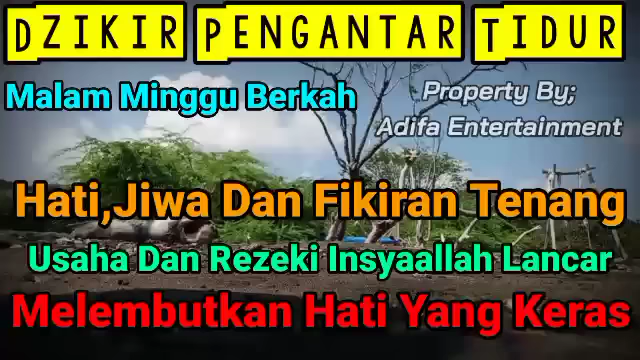 Dzikir Pengantar Tidur
Malam Minggu Berkah
Property By;
Adifa Entertainment
Hati,Jiwa Dan Fikiran Tenang
Usaha Dan Rezeki Insyaallah Lancar
Melembutkan Hati Yang Keras